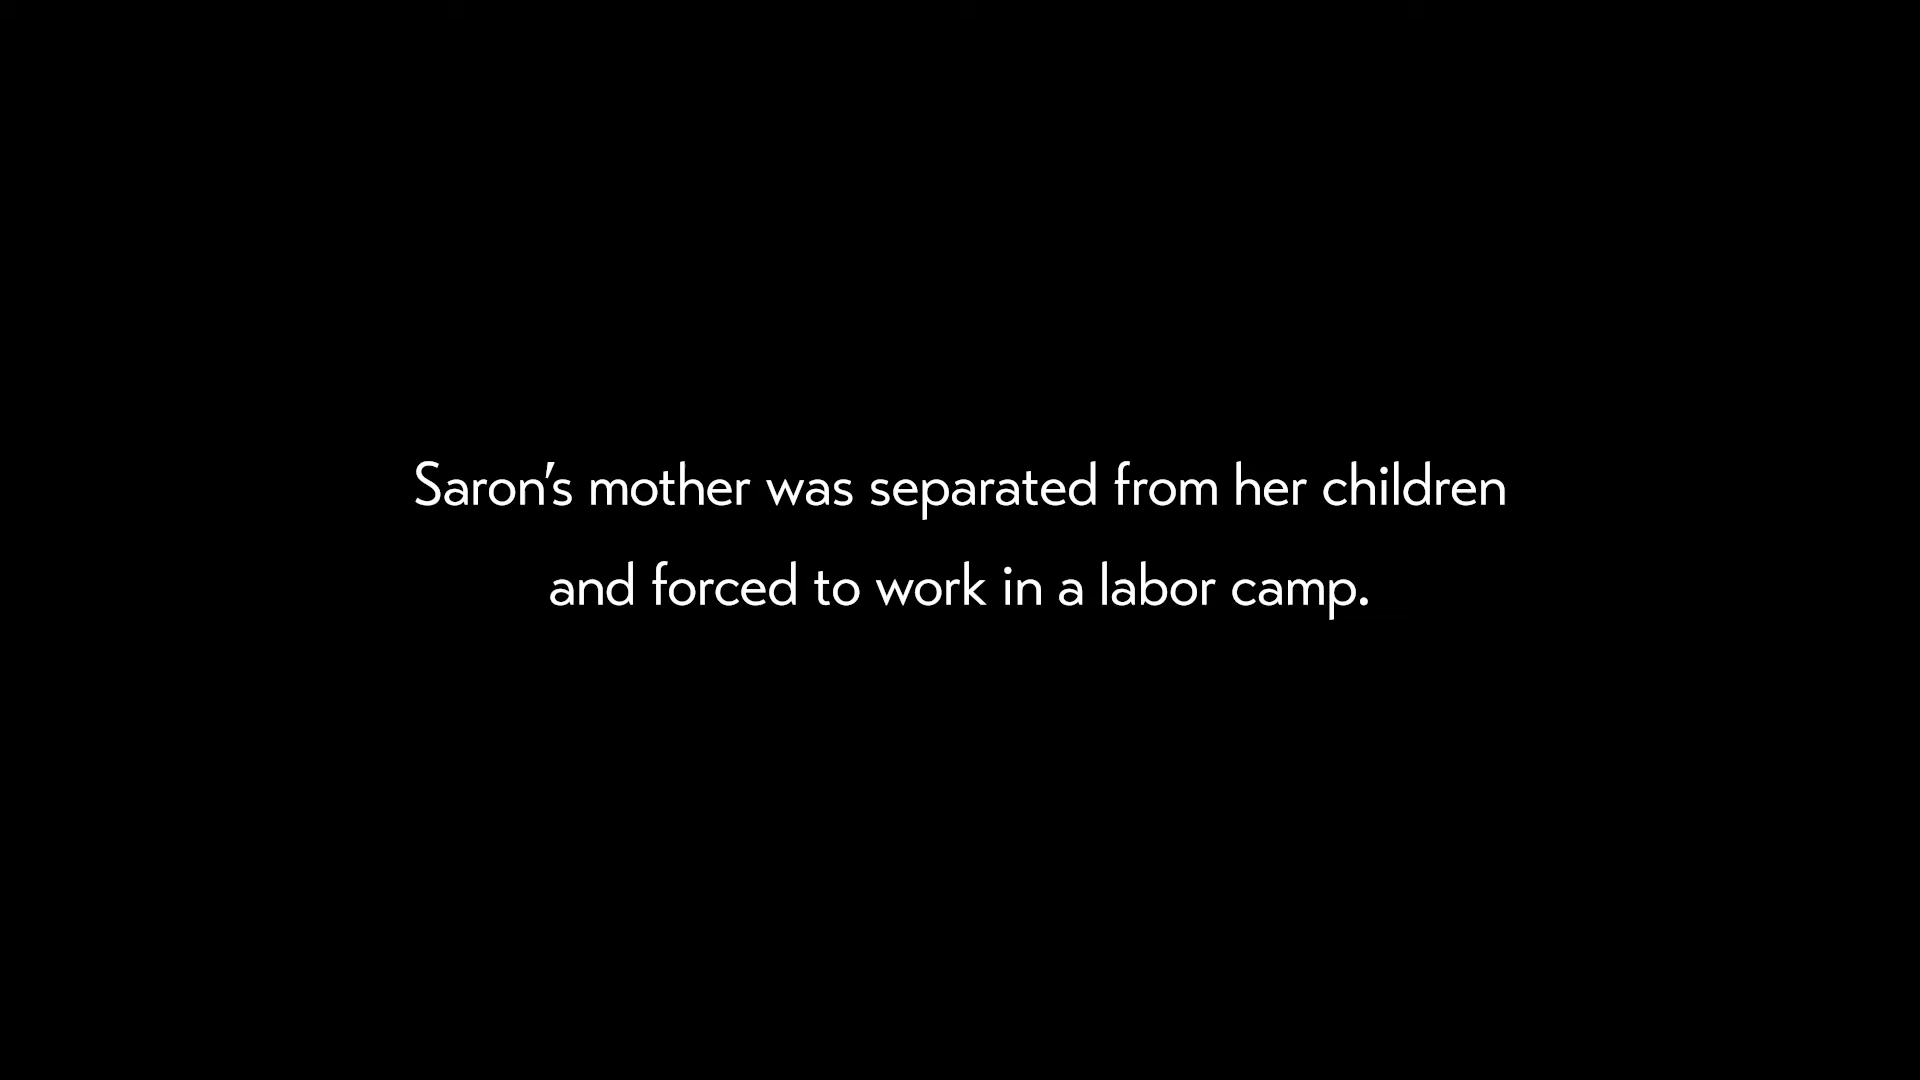 Saron's mother was separated from her children
and forced to work in a labor camp.